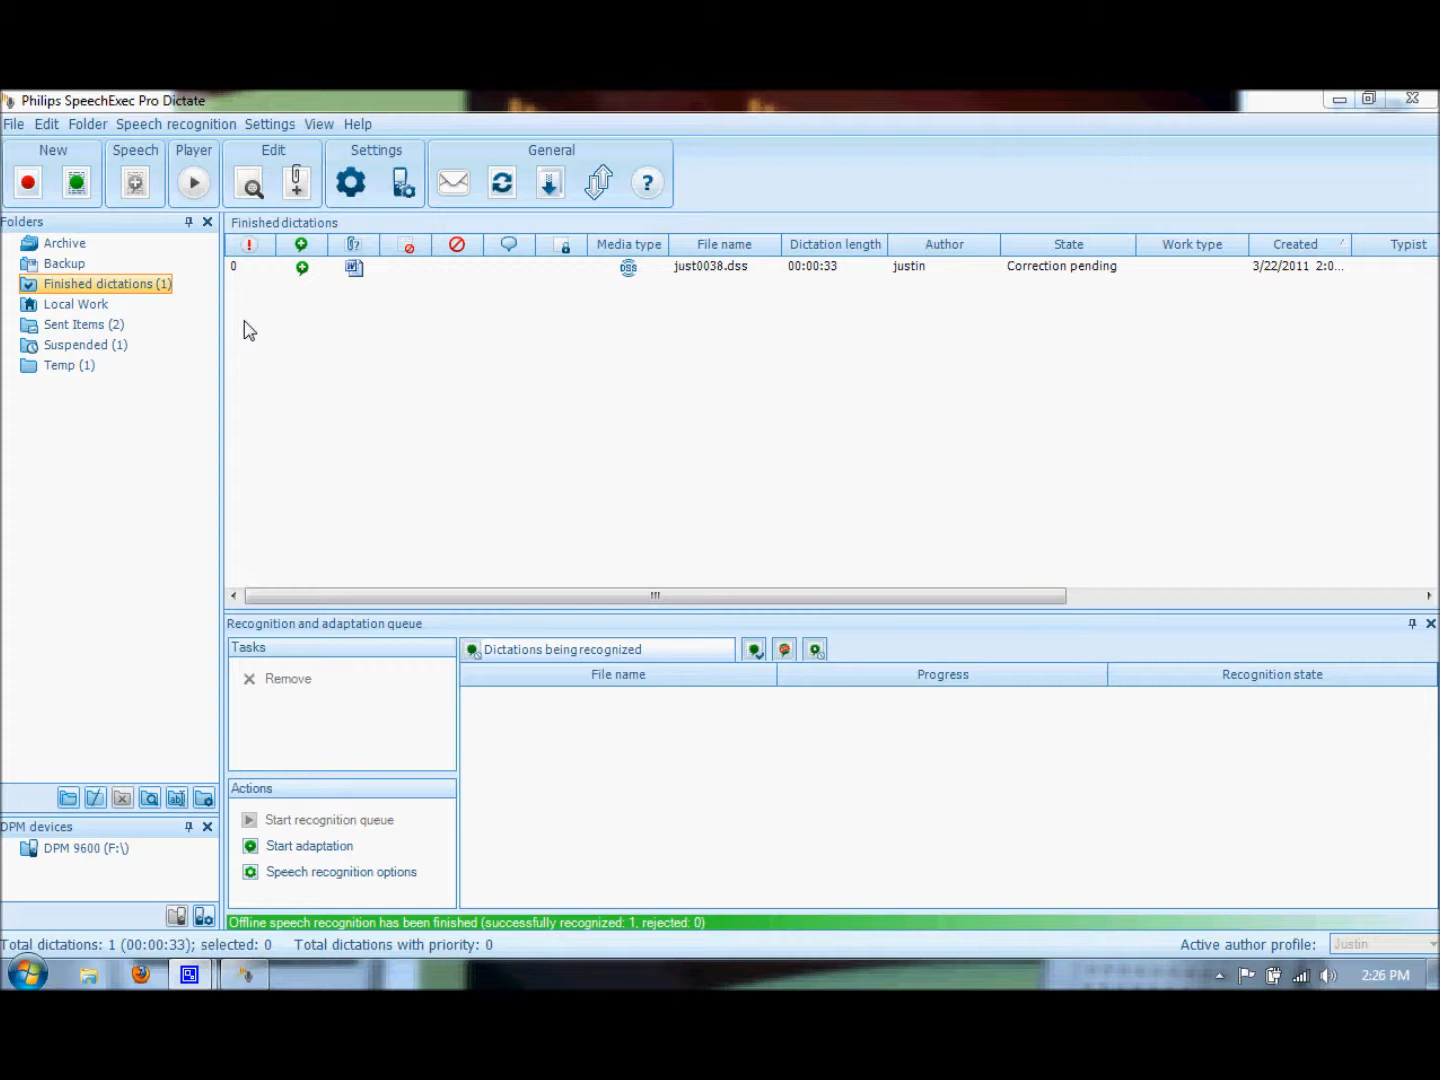 Philips SpeechExec Pro Dictate
File Edit Folder Speech recognition Settings View Help
New Speech Player Edit Settings General
Folders
Archive
Backup
Finished dictations (1)
Local Work
Sent Items (2)
Suspended (1)
Temp (1)
Finished dictations
Media type File name Dictation length Author State Work type Created Typist
0 just0038.dss 00:00:33 justin Correction pending 3/22/2011 2:0...
Recognition and adaptation queue
Tasks
Remove
Dictations being recognized
File name Progress Recognition state
Actions
Start recognition queue
Start adaptation
Speech recognition options
DPM devices
DPM 9600 (F:\)
Offline speech recognition has been finished (successfully recognized: 1, rejected: 0)
Total dictations: 1 (00:00:33); selected: 0 Total dictations with priority: 0 Active author profile: Justin
2:26 PM